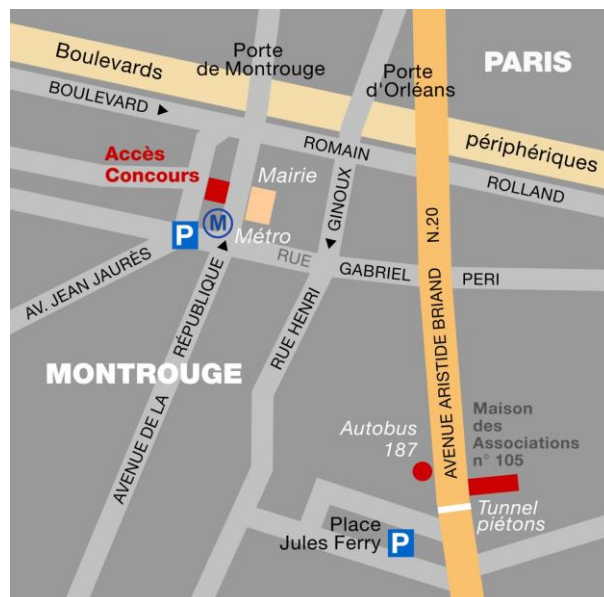 Boulevards
Porte
de Montrouge
Porte
d'Orléans
PARIS
BOULEVARD
ROMAIN
périphériques
ROLLAND
Accès
Concours
Mairie
GINOUX
N.20
M
P
Métro
RUE
GABRIEL
PERI
AV. JEAN JAURÈS
AVENUE DE LA RÉPUBLIQUE
RUE HENRI
AVENUE ARISTIDE BRIAND
MONTROUGE
Autobus
187
Maison
des
Associations
n° 105
Tunnel
piétons
Place
Jules Ferry
P